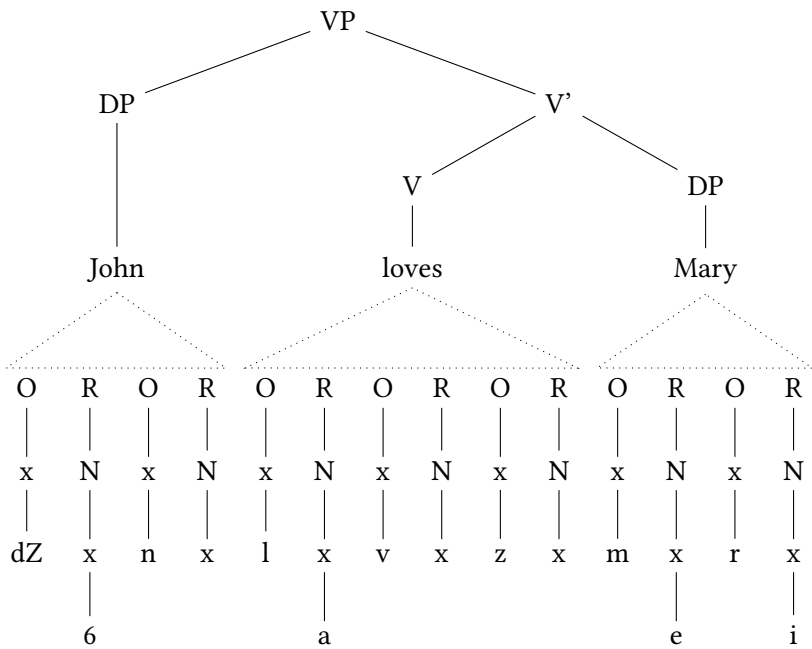 VP
DP V'
V DP
John loves Mary
O R O R O R O R O R O R O R
x N x N x N x N x N x N x N
dZ x n x l x v x z x m x r x
6 a e i